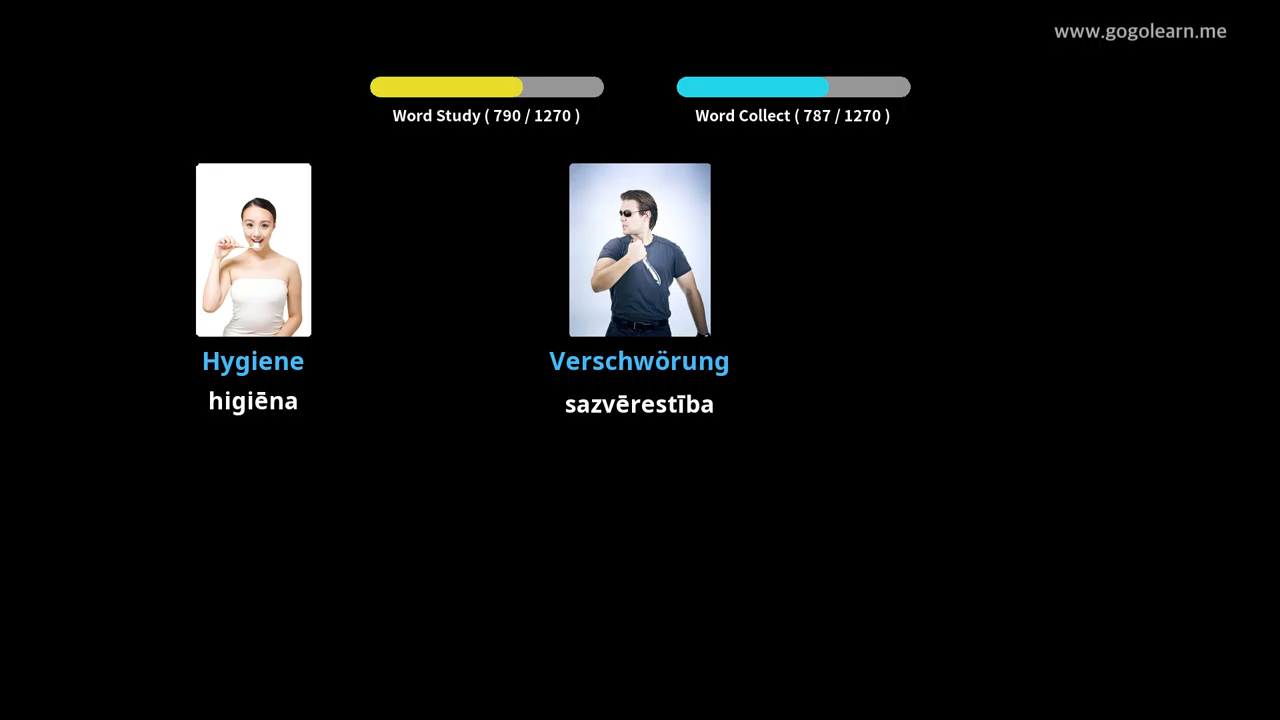 www.gogolearn.me
Word Study ( 790 / 1270 )
Word Collect ( 787 / 1270 )
Hygiene
higiēna
Verschwörung
sazvērestība